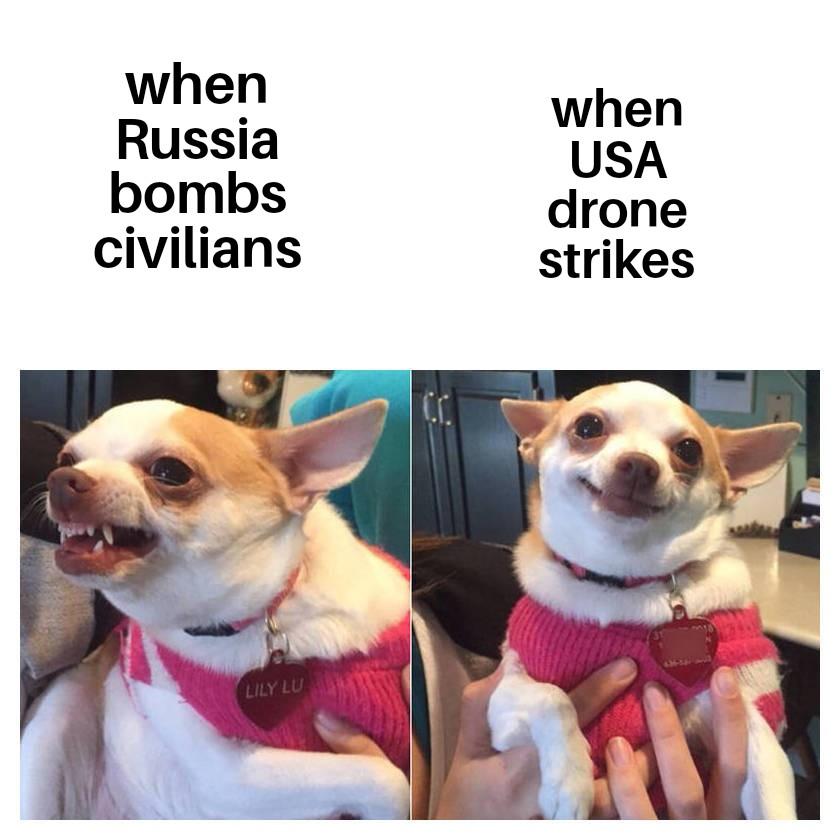 when
Russia
bombs
civilians
when
USA
drone
strikes
LILY LU